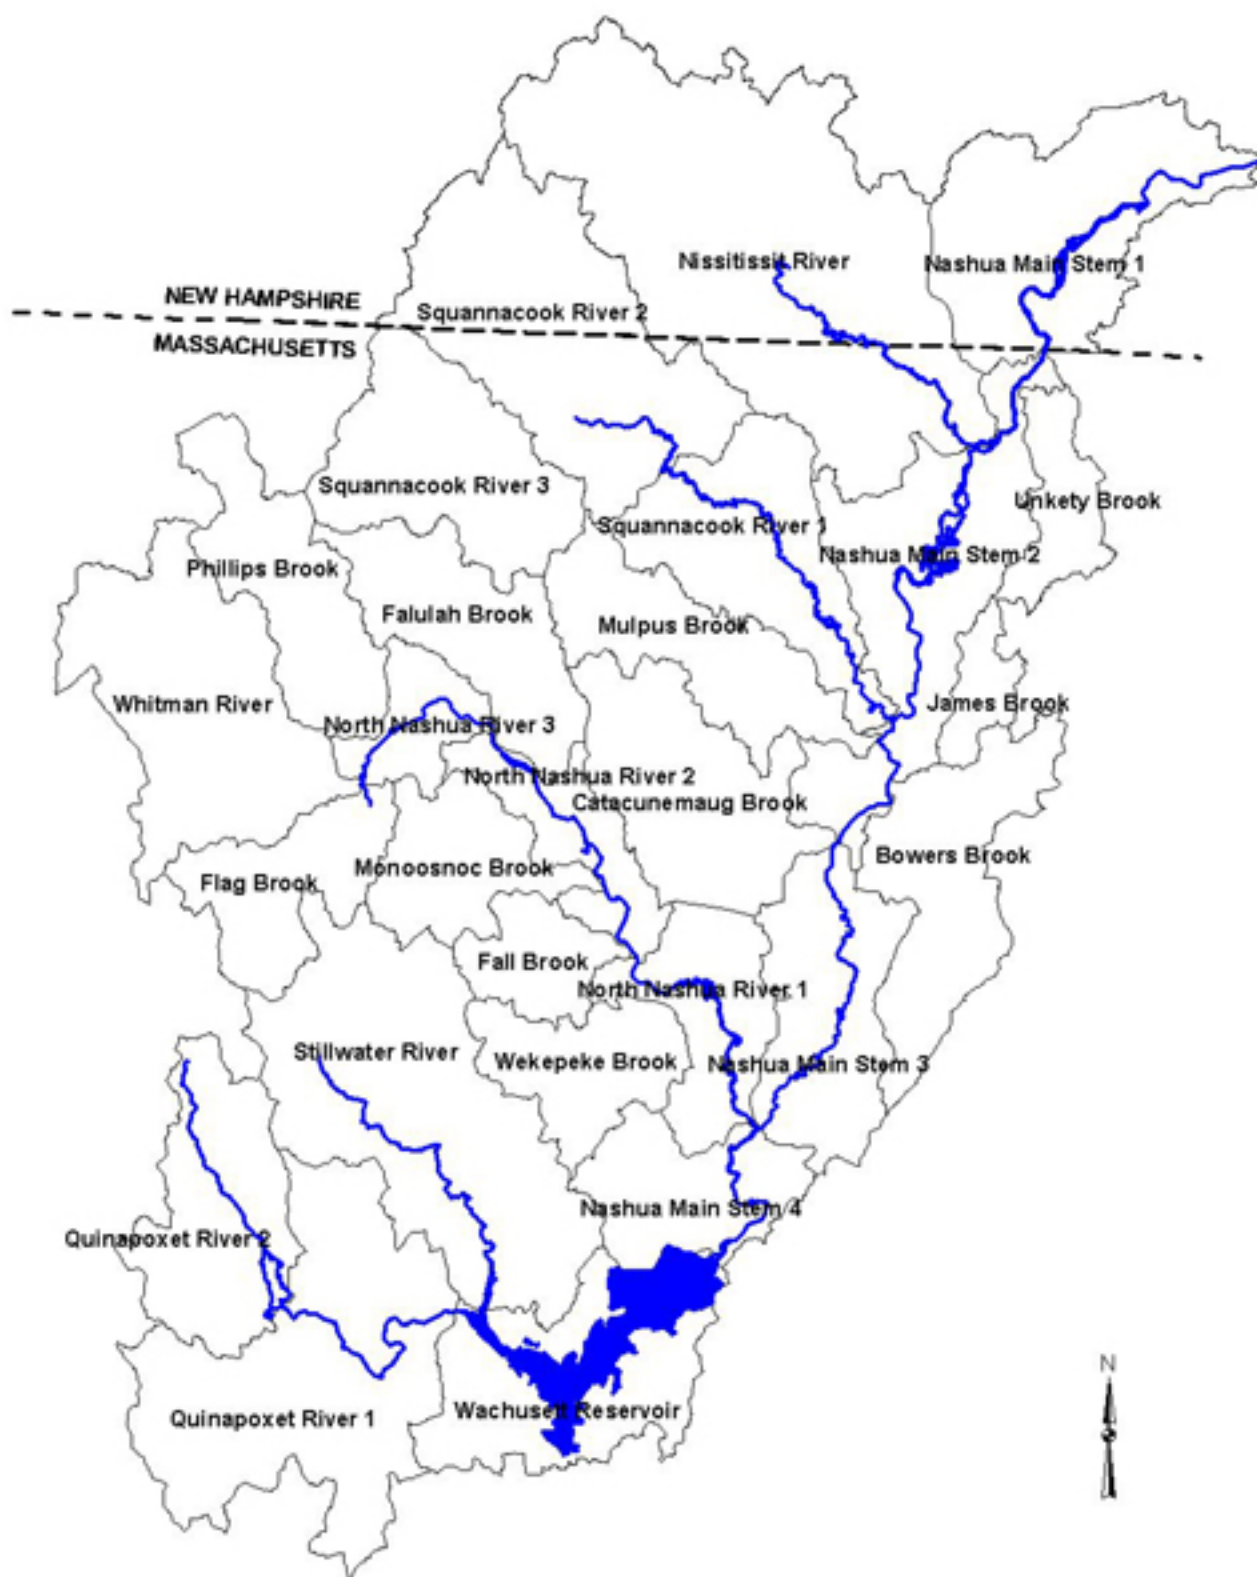 Nissitissit River
Nashua Main Stem 1
NEW HAMPSHIRE
Squannacook River 2
MASSACHUSETTS
Squannacook River 3
Unkety Brook
Squannacook River 1
Nashua Main Stem 2
Phillips Brook
Falulah Brook
Mulpus Brook
Whitman River
James Brook
North Nashua River 3
North Nashua River 2
Catacunemaug Brook
Bowers Brook
Monoosnoc Brook
Flag Brook
Fall Brook
North Nashua River 1
Stillwater River
Wekepeke Brook
Nashua Main Stem 3
Nashua Main Stem 4
Quinapoxet River 2
N
Wachusett Reservoir
Quinapoxet River 1